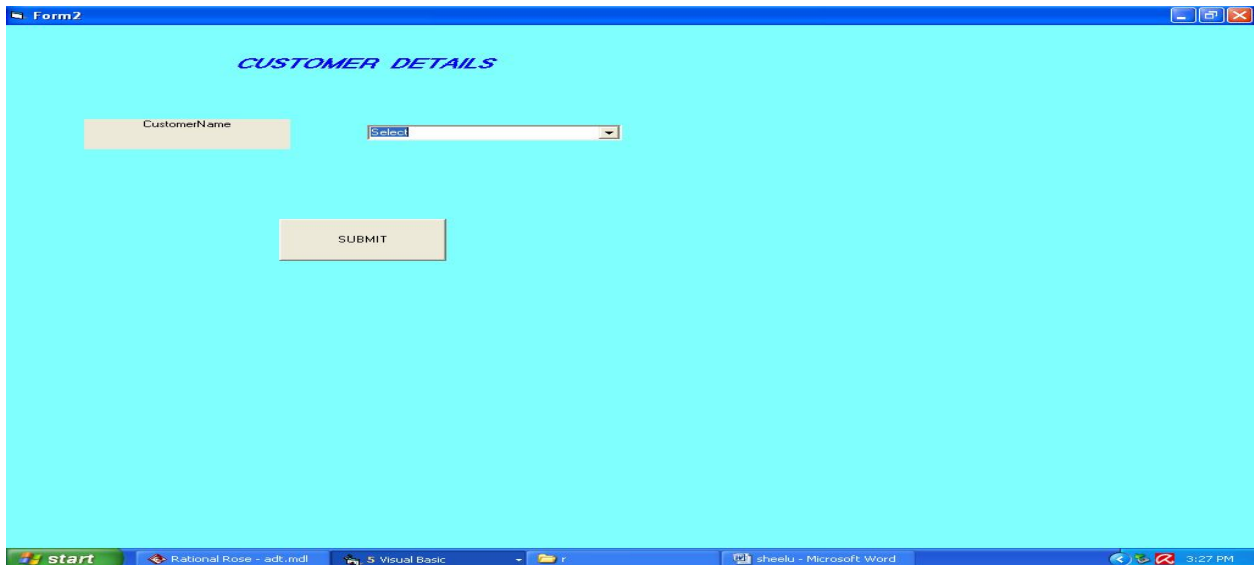 Form2
CUSTOMER DETAILS
CustomerName
Select
SUBMIT
start
Rational Rose - adt.mdl
5 Visual Basic
r
sheelu - Microsoft Word
3:27 PM